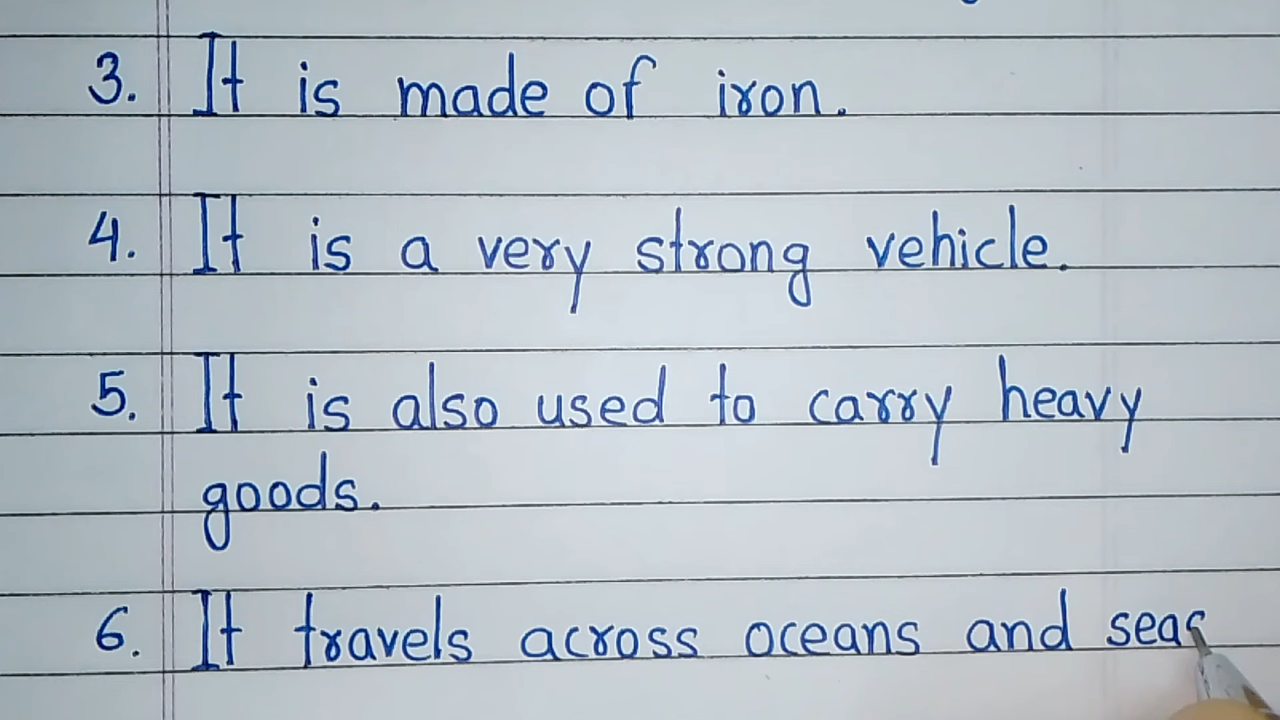 3. It is made of iron.
4. It is a very strong vehicle.
5. It is also used to carry heavy
goods.
6. It travels across oceans and seas